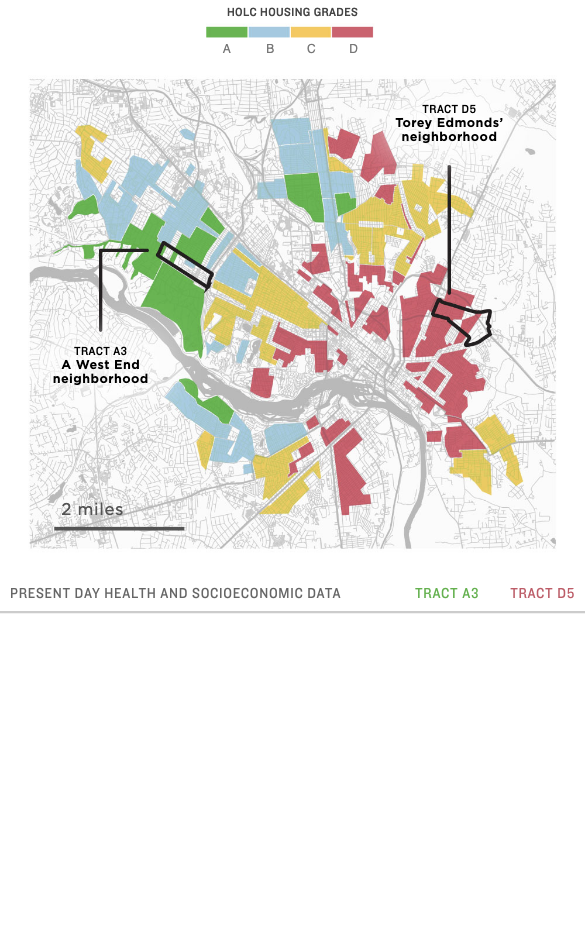 HOLC HOUSING GRADES
A B C D
TRACT D5
Torey Edmonds’
neighborhood
TRACT A3
A West End
neighborhood
2 miles
PRESENT DAY HEALTH AND SOCIOECONOMIC DATA TRACT A3 TRACT D5